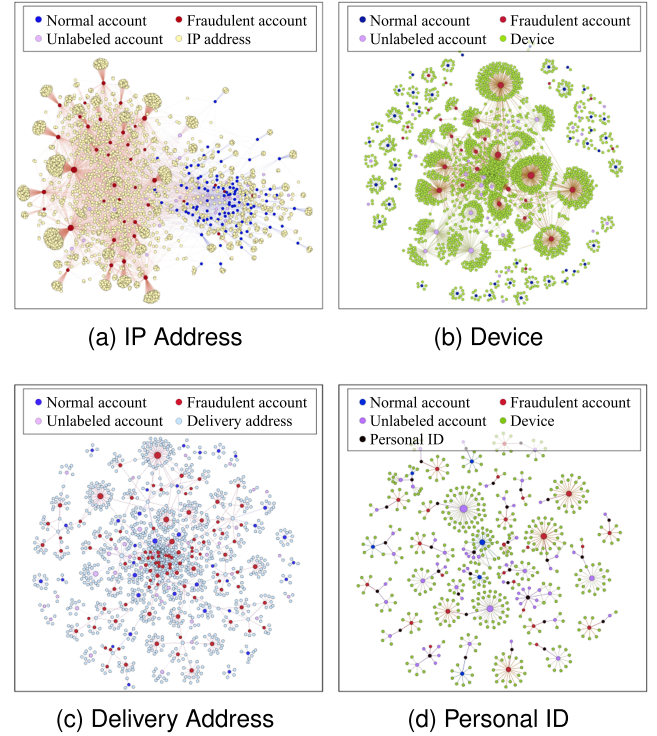 Normal account
Fraudulent account
Unlabeled account
IP address
(a) IP Address
Normal account
Fraudulent account
Unlabeled account
Device
(b) Device
Normal account
Fraudulent account
Unlabeled account
Delivery address
(c) Delivery Address
Normal account
Fraudulent account
Unlabeled account
Device
Personal ID
(d) Personal ID